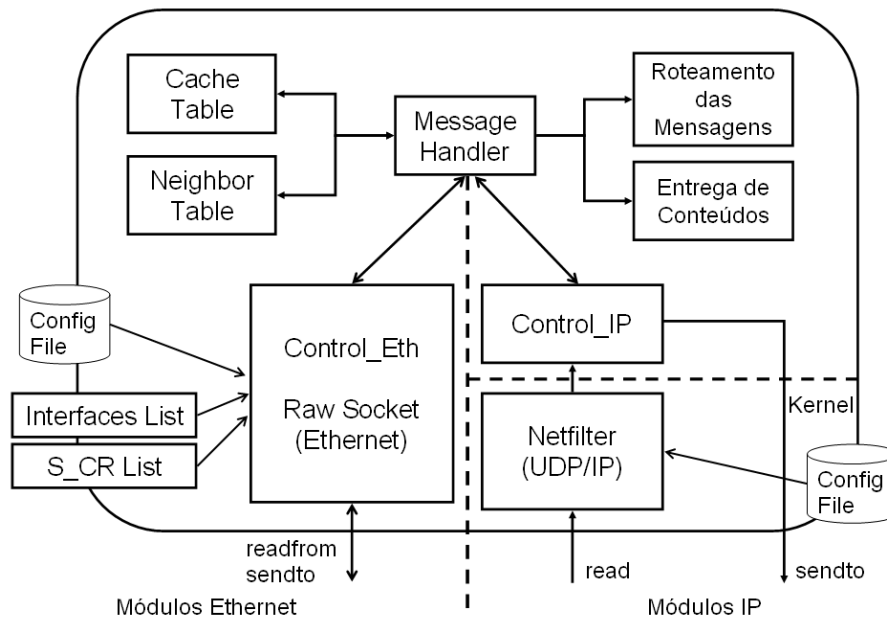 Cache
Table
Neighbor
Table
Message
Handler
Roteamento
das
Mensagens
Entrega de
Conteúdos
Config
File
Interfaces List
S_CR List
Control_Eth
Raw Socket
(Ethernet)
Control_IP
Kernel
Netfilter
(UDP/IP)
Config
File
readfrom
sendto
read
sendto
Módulos Ethernet
Módulos IP